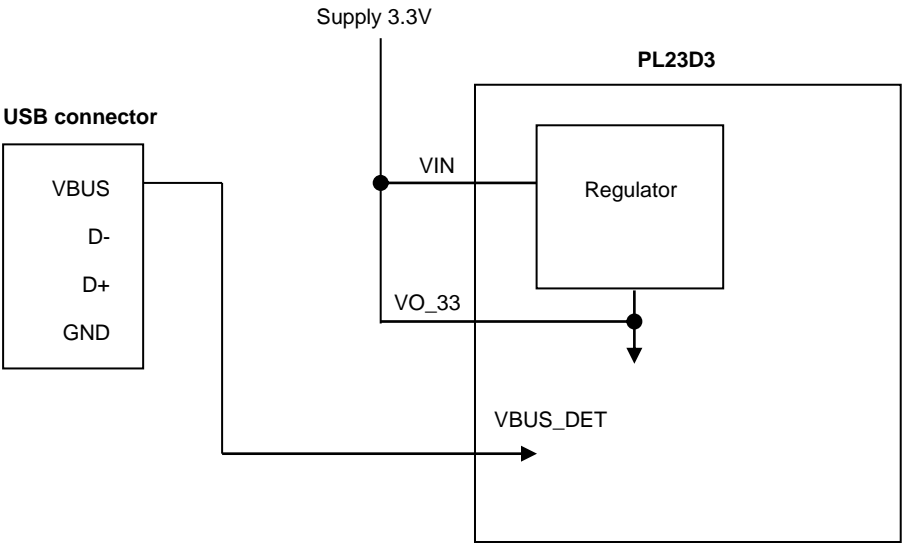 Supply 3.3V
PL23D3
USB connector
VIN
VBUS
Regulator
D-
D+
VO_33
GND
VBUS_DET